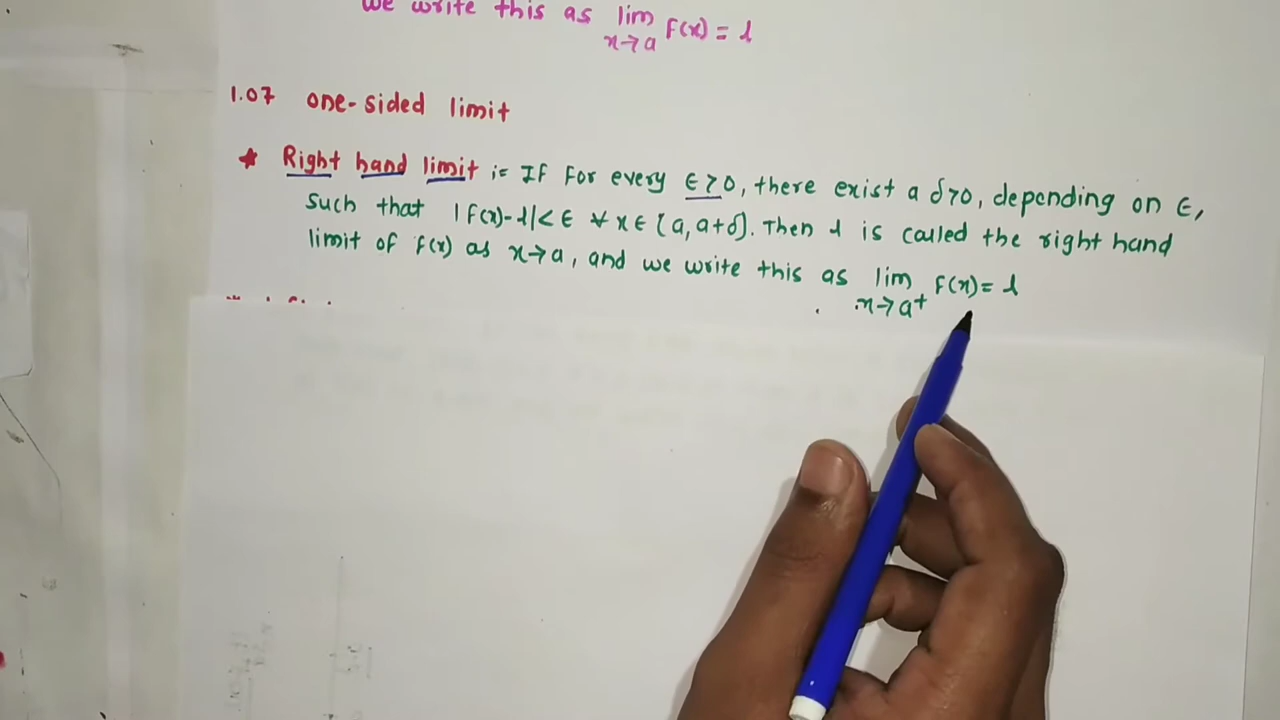 we write this as lim f(x) = l
x→a
1.07 one-sided limit
* Right hand limit := If for every ∈>0, there exist a δ>0, depending on ∈,
such that |f(x)-l|<∈ ∀ x∈[a, a+δ]. Then l is called the right hand
limit of f(x) as x→a, and we write this as lim f(x)= l
x→a+